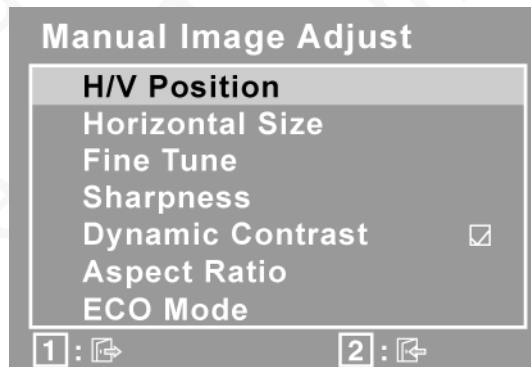 Manual Image Adjust
H/V Position
Horizontal Size
Fine Tune
Sharpness
Dynamic Contrast
Aspect Ratio
ECO Mode
1 : 2 :